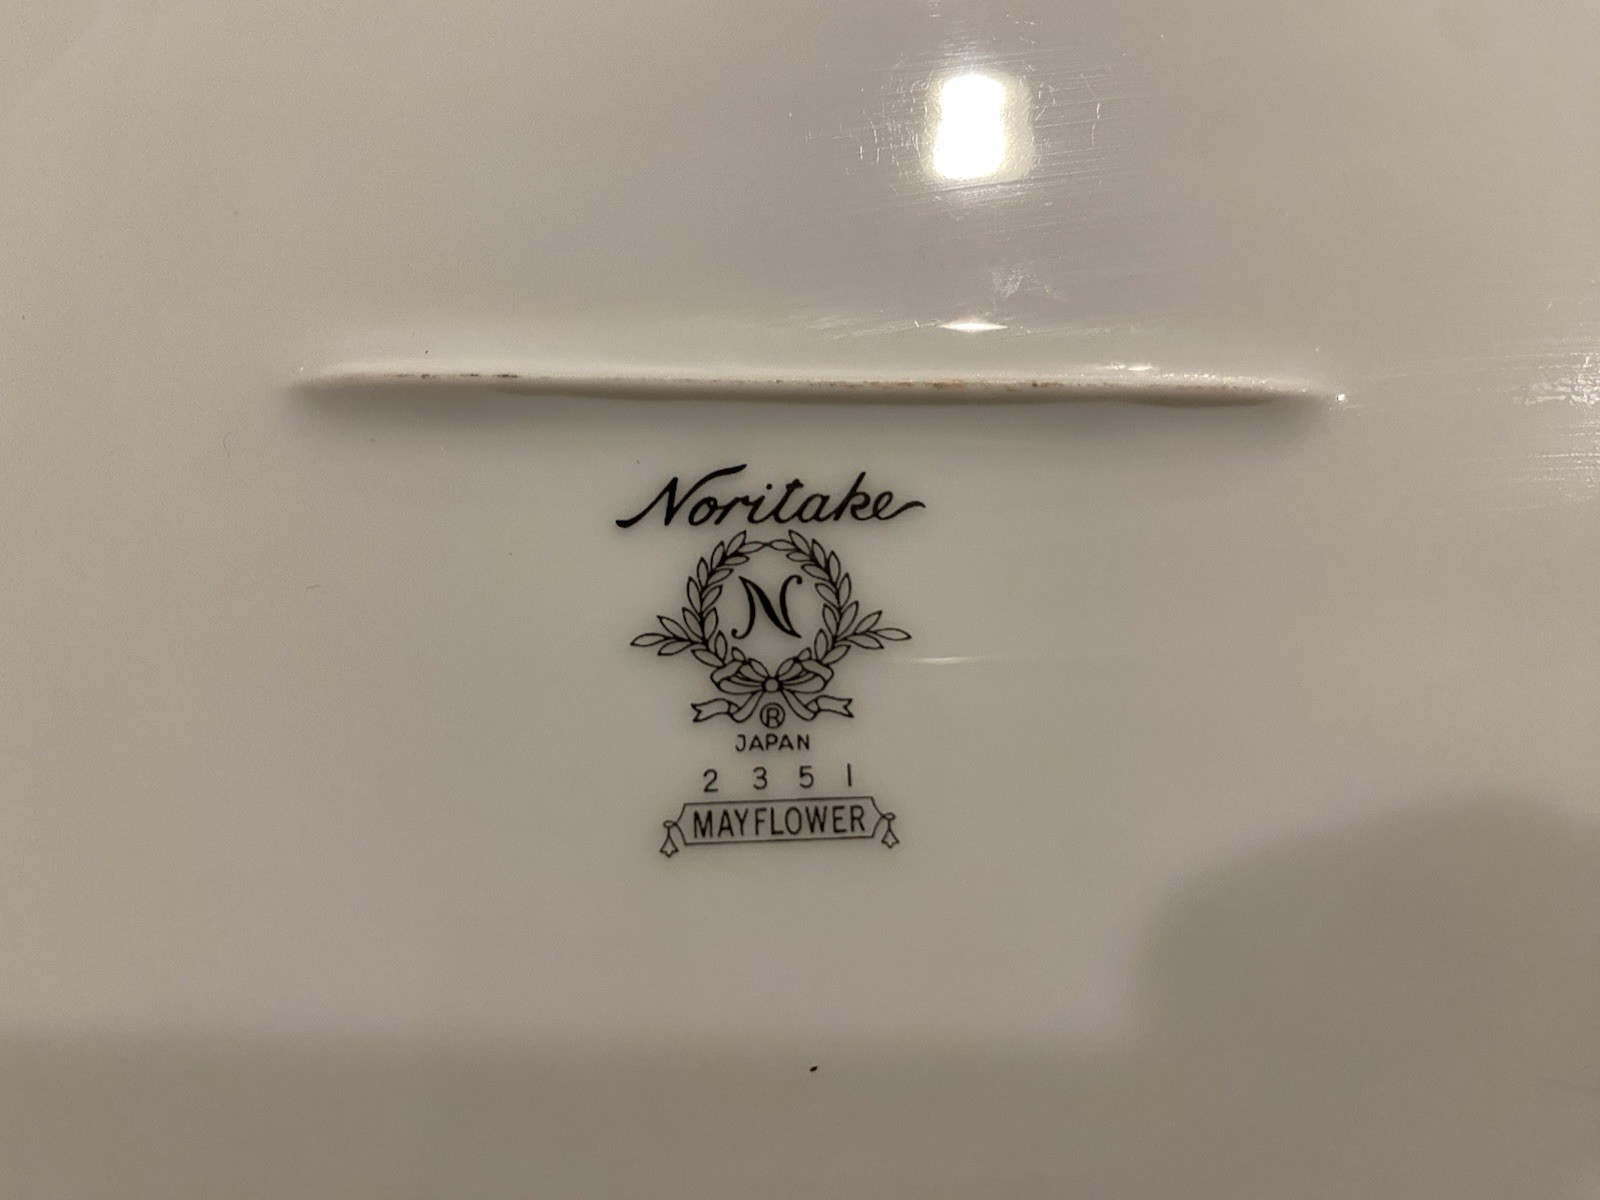 Noritake
N
®
JAPAN
2351
MAYFLOWER